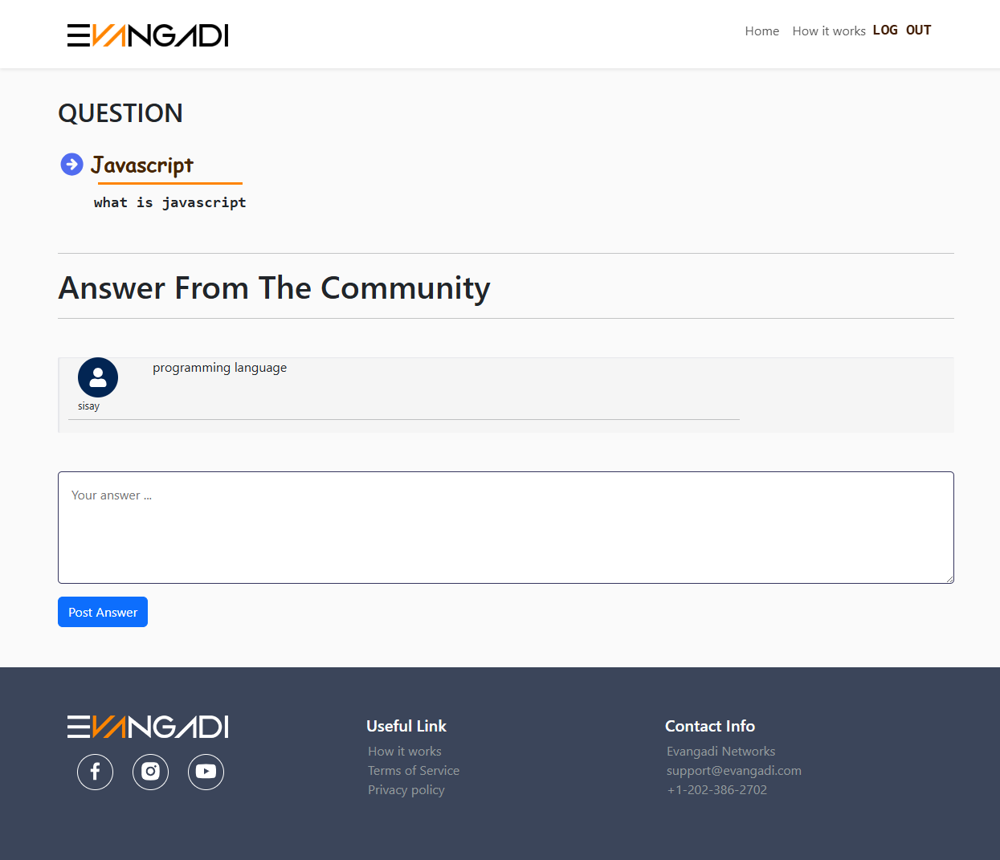 EVANGADI
Home How it works LOG OUT
QUESTION
Javascript
what is javascript
Answer From The Community
programming language
sisay
Your answer ...
Post Answer
EVANGADI
Useful Link
How it works
Terms of Service
Privacy policy
Contact Info
Evangadi Networks
support@evangadi.com
+1-202-386-2702